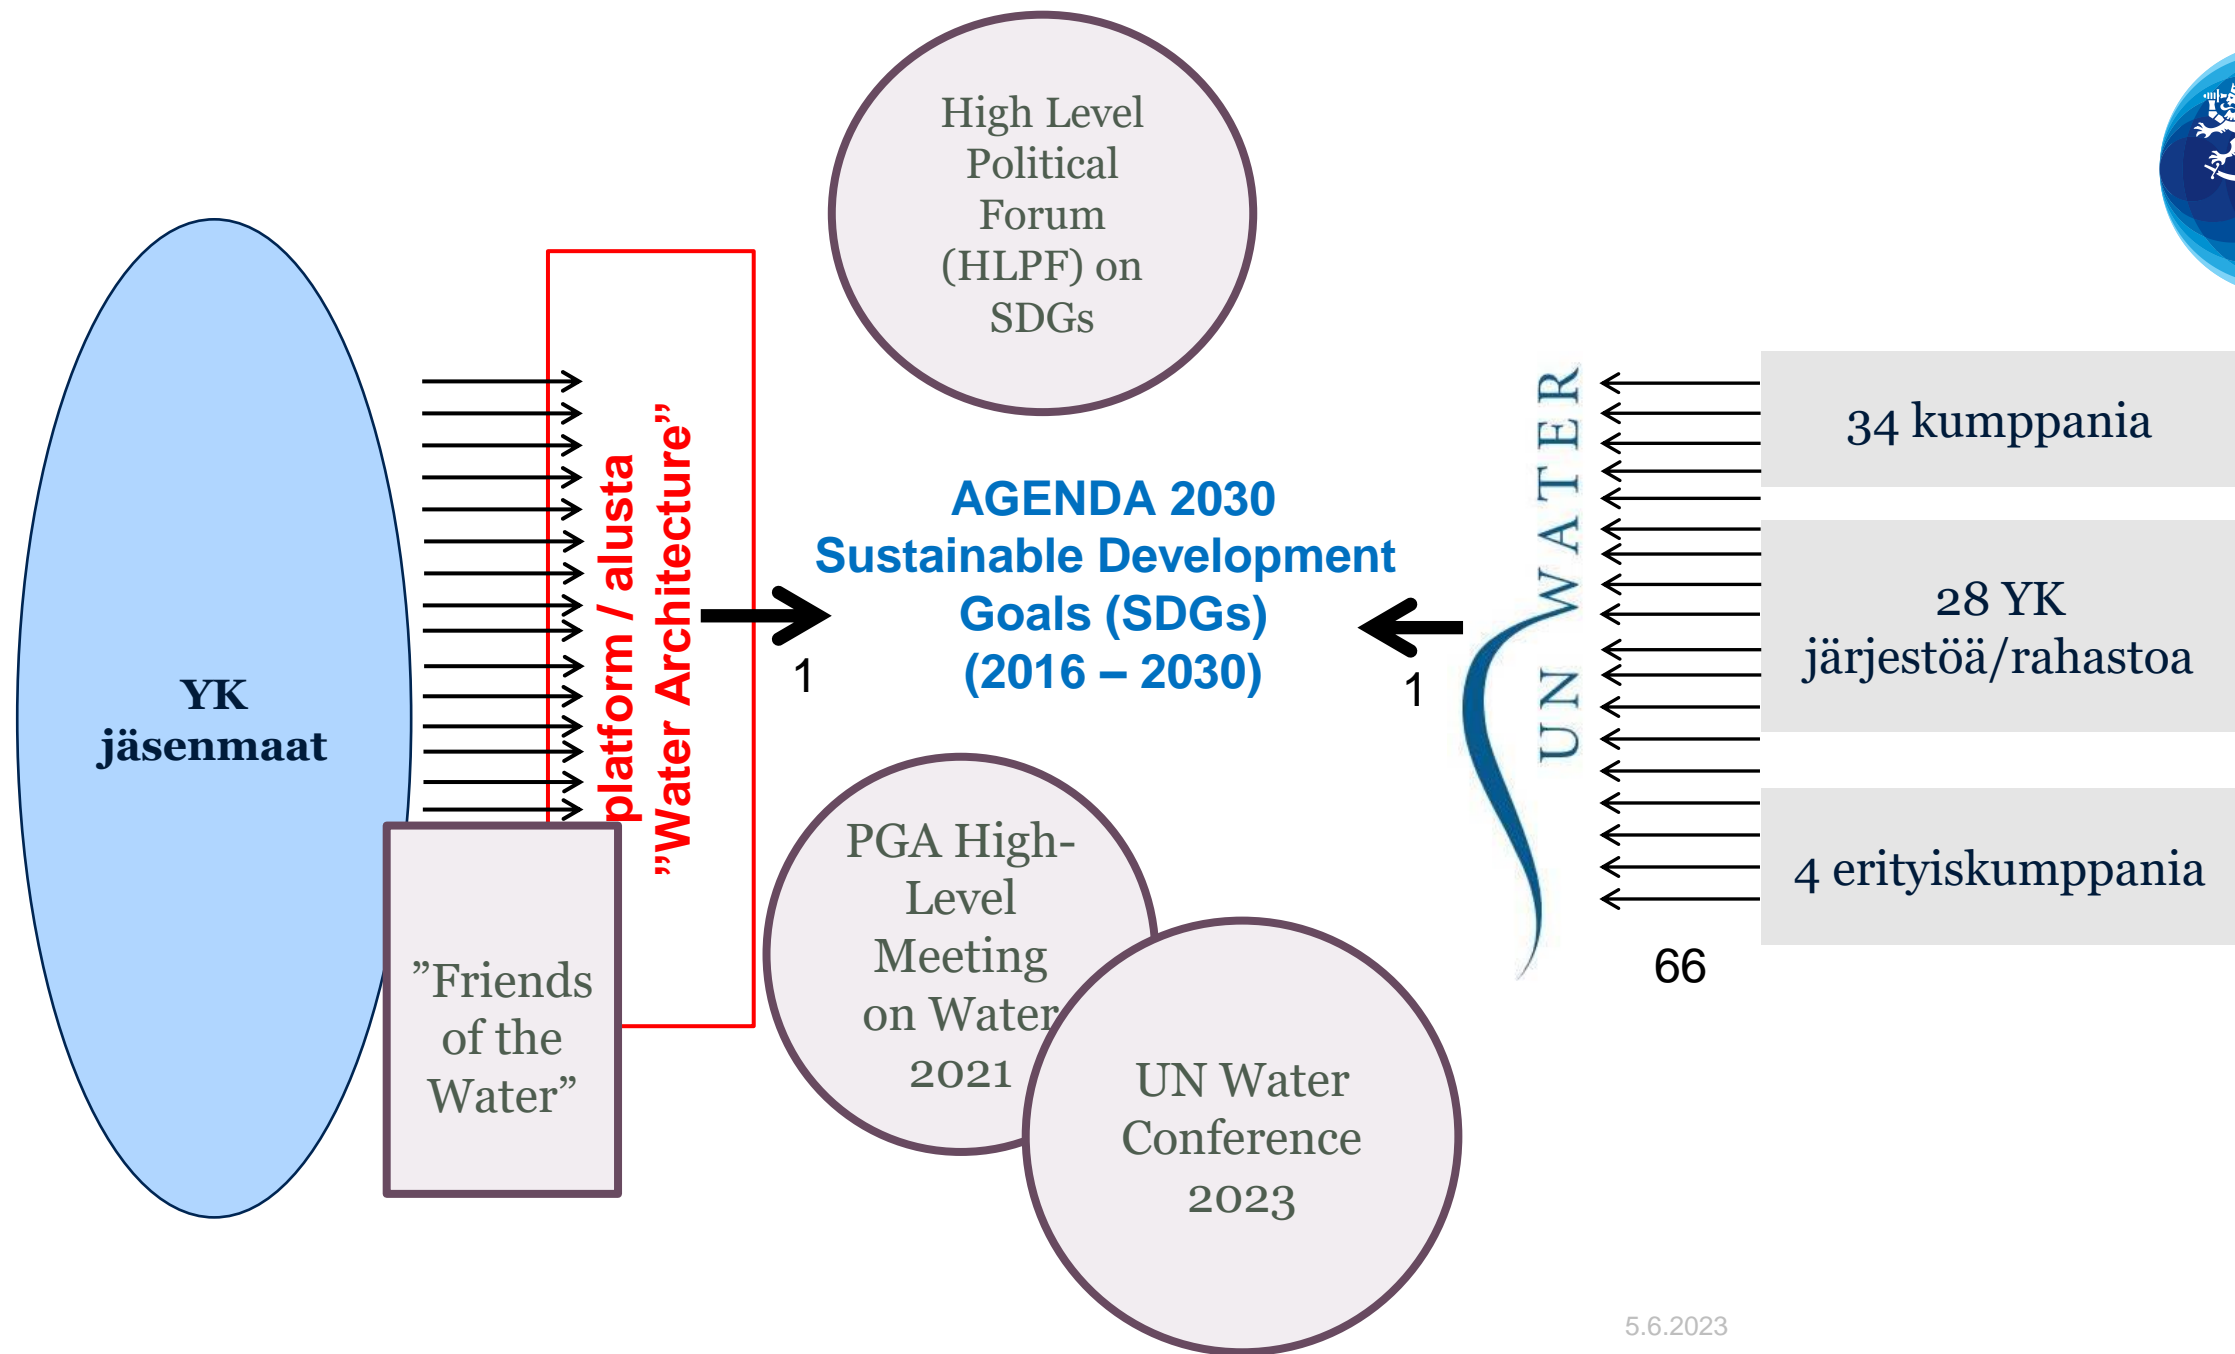 High Level
Political
Forum
(HLPF) on
SDGs
YK
jäsenmaat
platform / alusta
”Water Architecture”
1
AGENDA 2030
Sustainable Development
Goals (SDGs)
(2016 – 2030)
1
UN WATER
34 kumppania
28 YK
järjestöä/rahastoa
4 erityiskumppania
66
”Friends
of the
Water”
PGA High-
Level
Meeting
on Water
2021
UN Water
Conference
2023
5.6.2023